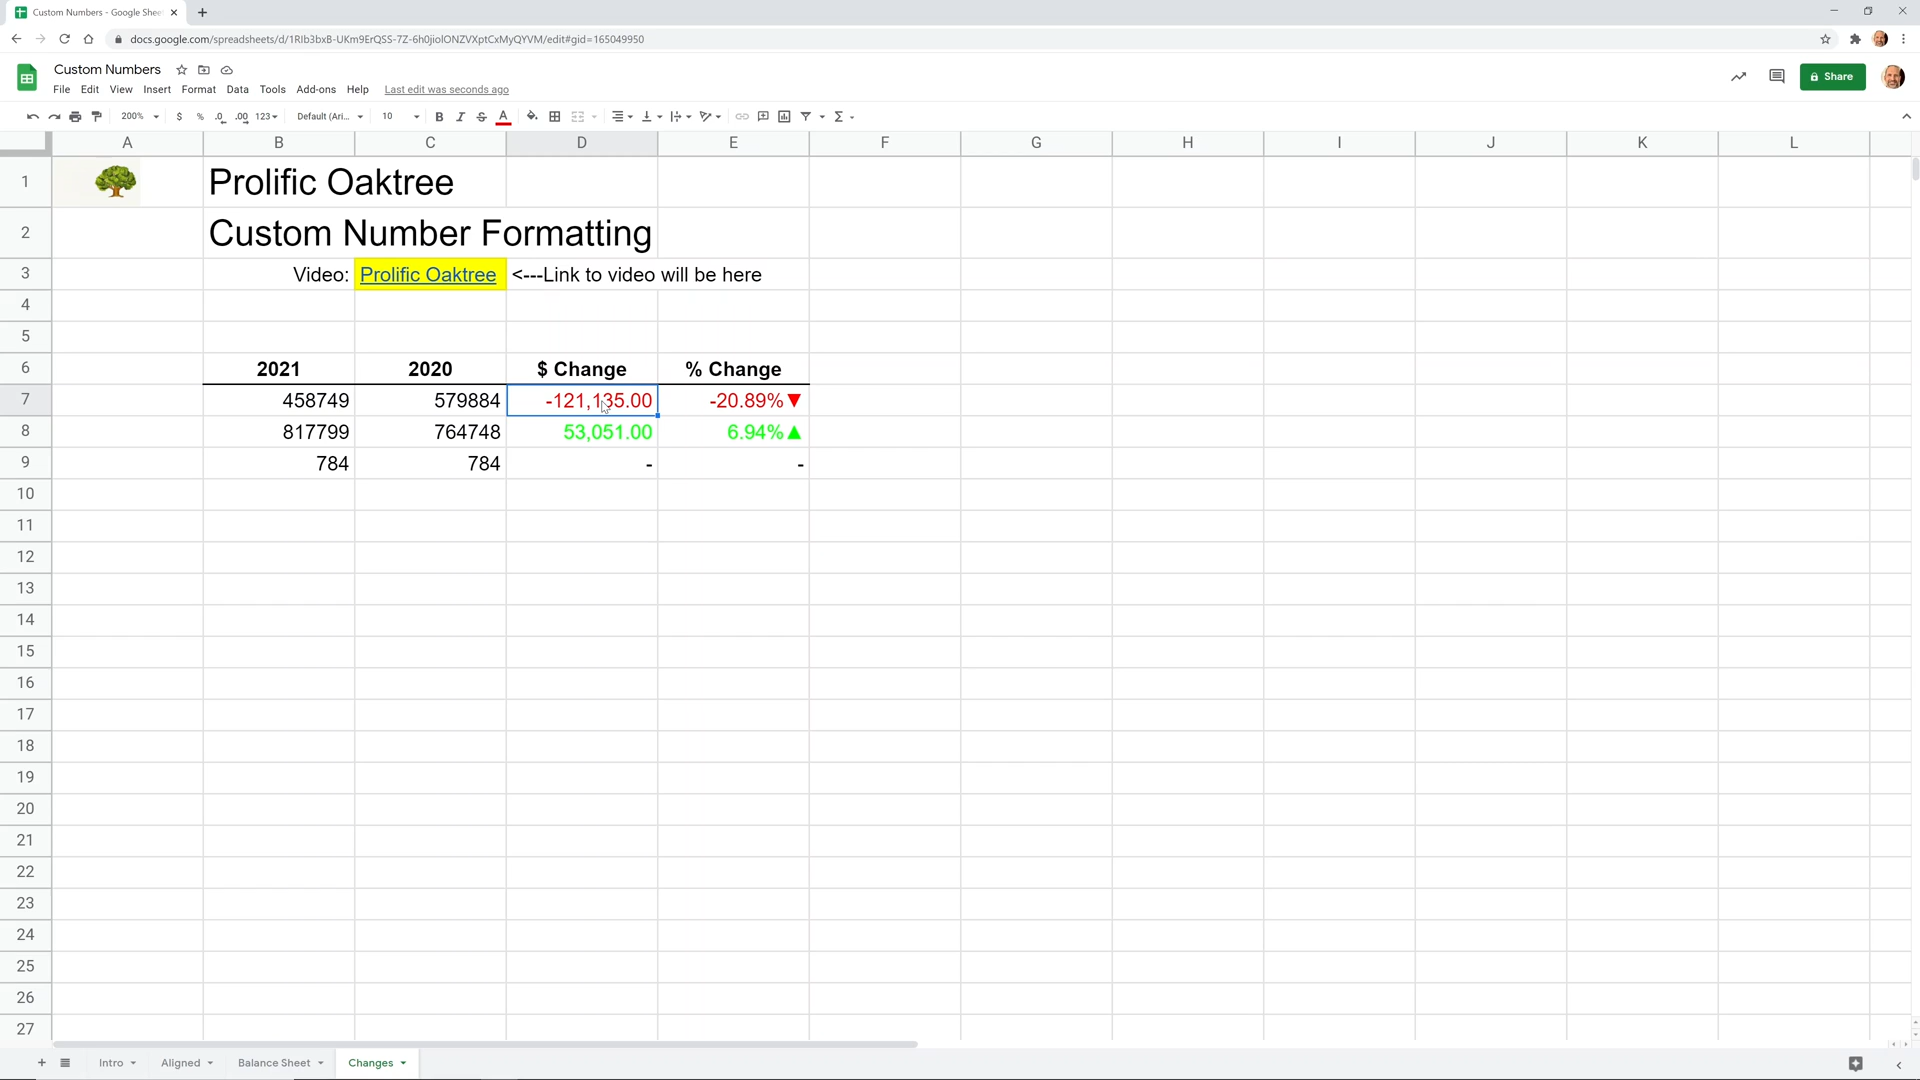 Custom Numbers - Google Shee
docs.google.com/spreadsheets/d/1RIb3bxB-UKm9ErQSS-7Z-6h0jiolONZVXptCxMyQYVM/edit#gid=165049950
Custom Numbers
Share
File Edit View Insert Format Data Tools Add-ons Help Last edit was seconds ago
200% $ % .0 .00 123 Default (Ari... 10 B I S A
A B C D E F G H I J K L
1 Prolific Oaktree
2 Custom Number Formatting
3 Video: Prolific Oaktree <---Link to video will be here
4
5
6 2021 2020 $ Change % Change
7 458749 579884 -121,135.00 -20.89%▼
8 817799 764748 53,051.00 6.94%▲
9 784 784 - -
10
11
12
13
14
15
16
17
18
19
20
21
22
23
24
25
26
27
Intro Aligned Balance Sheet Changes